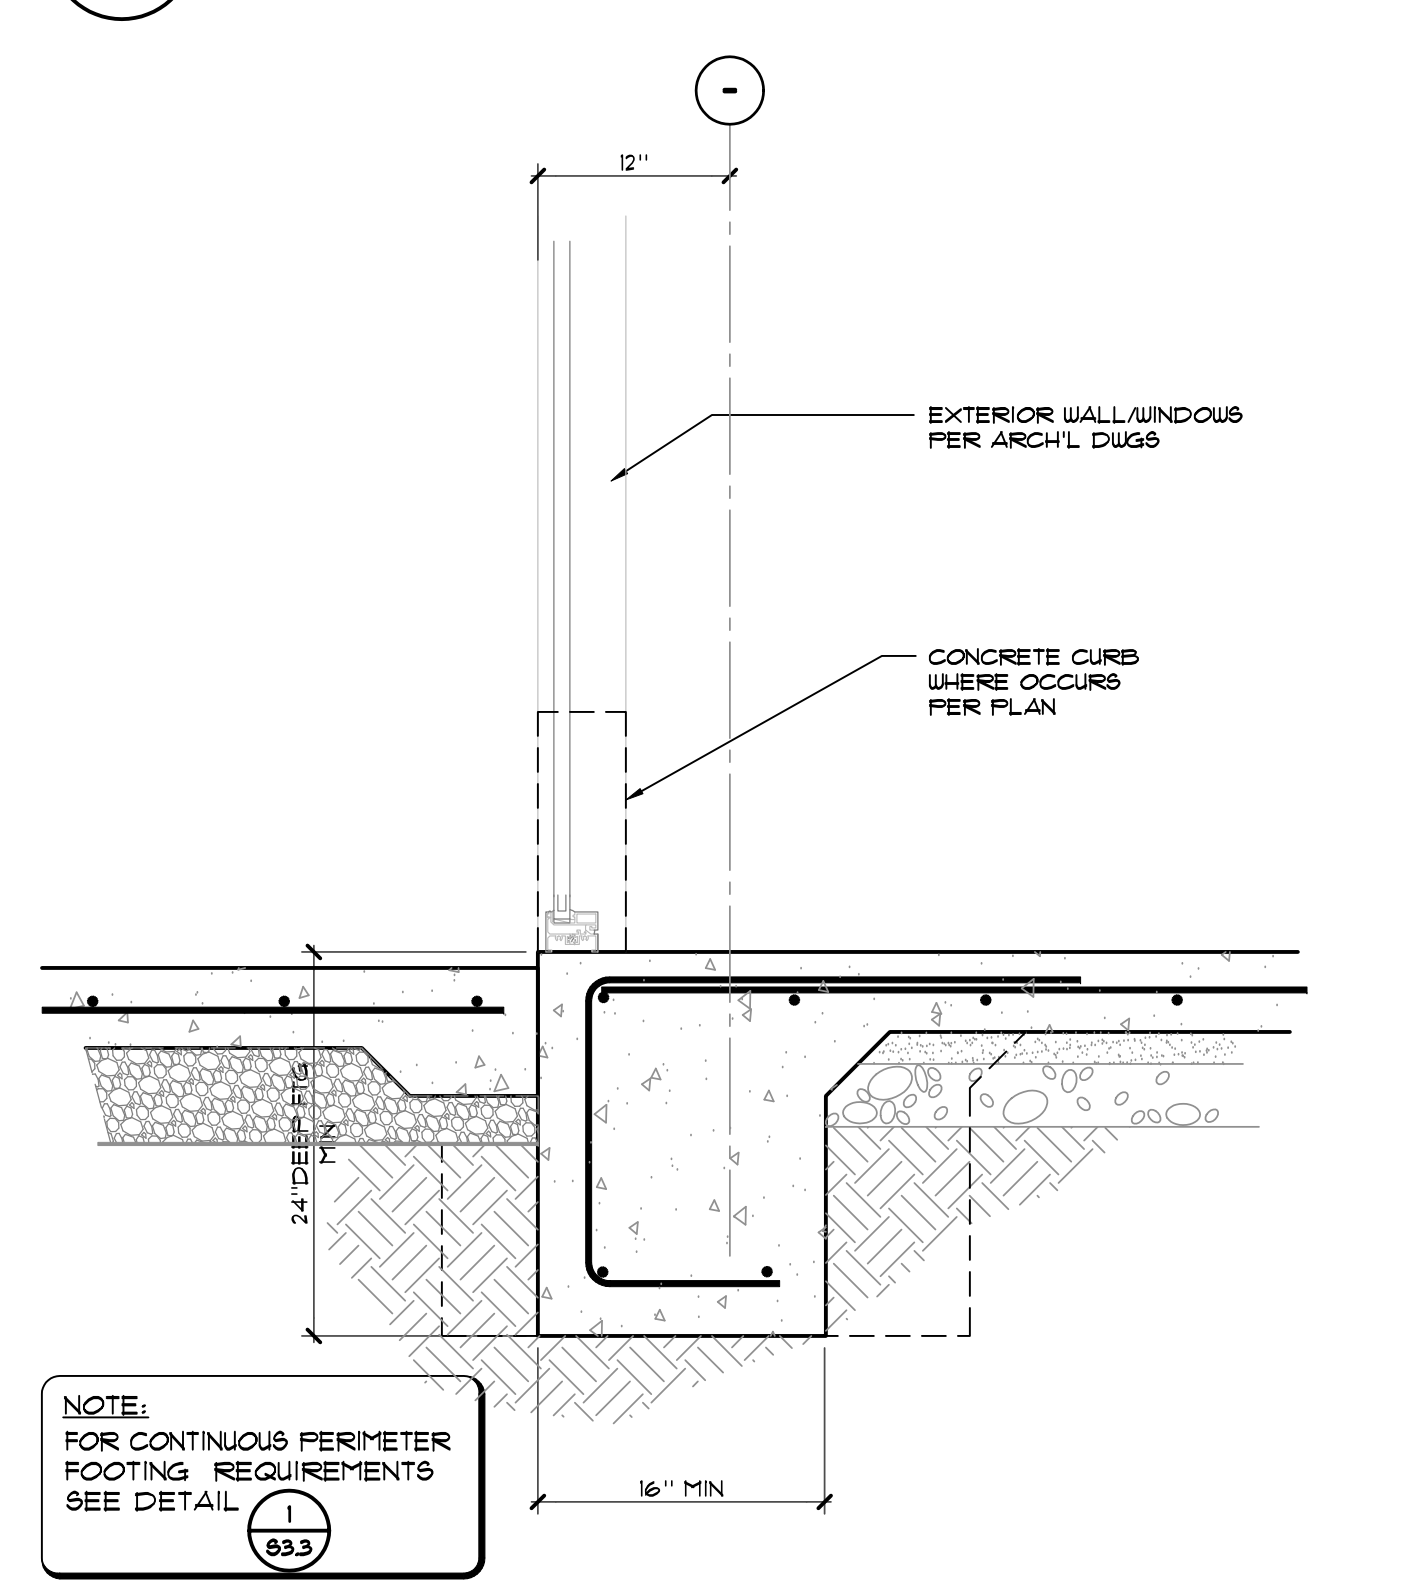 -
12"
EXTERIOR WALL/WINDOWS
PER ARCH'L DWGS
CONCRETE CURB
WHERE OCCURS
PER PLAN
24"DEEP FTG
MIN
NOTE:
FOR CONTINUOUS PERIMETER
FOOTING REQUIREMENTS
SEE DETAIL
1
S3.3
16" MIN